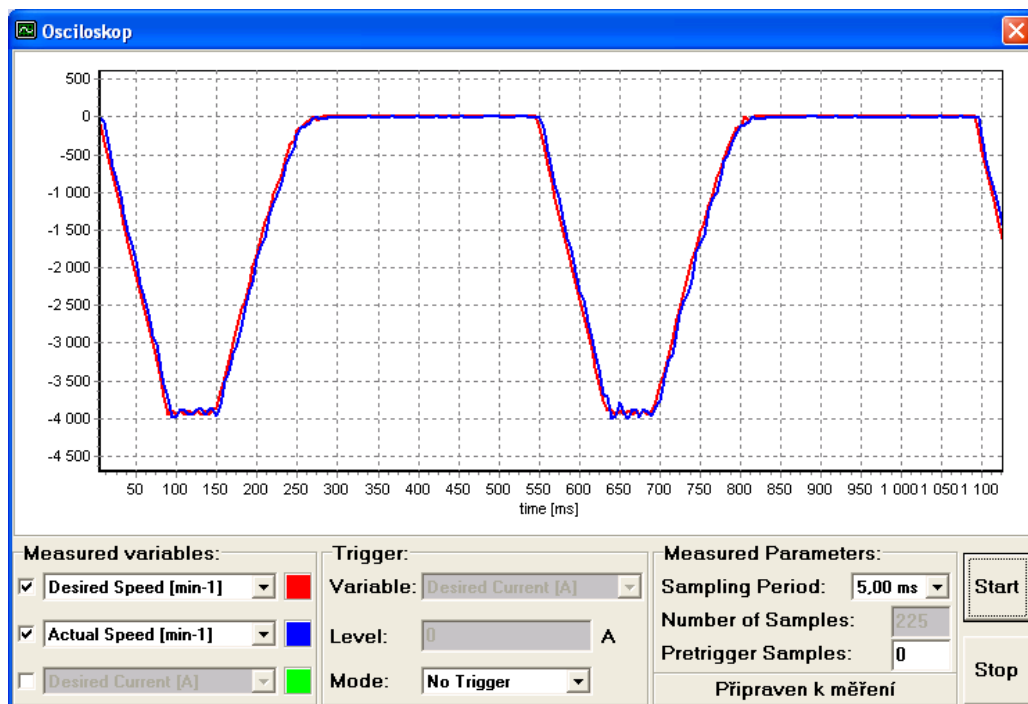 Osciloskop
500
0
-500
-1 000
-1 500
-2 000
-2 500
-3 000
-3 500
-4 000
-4 500
50 100 150 200 250 300 350 400 450 500 550 600 650 700 750 800 850 900 950 1 000 1 050 1 100
time [ms]
Measured variables:
Desired Speed [min-1]
Actual Speed [min-1]
Desired Current [A]
Trigger:
Variable: Desired Current [A]
Level: 0 A
Mode: No Trigger
Measured Parameters:
Sampling Period: 5,00 ms
Number of Samples: 225
Pretrigger Samples: 0
Připraven k měření
Start
Stop